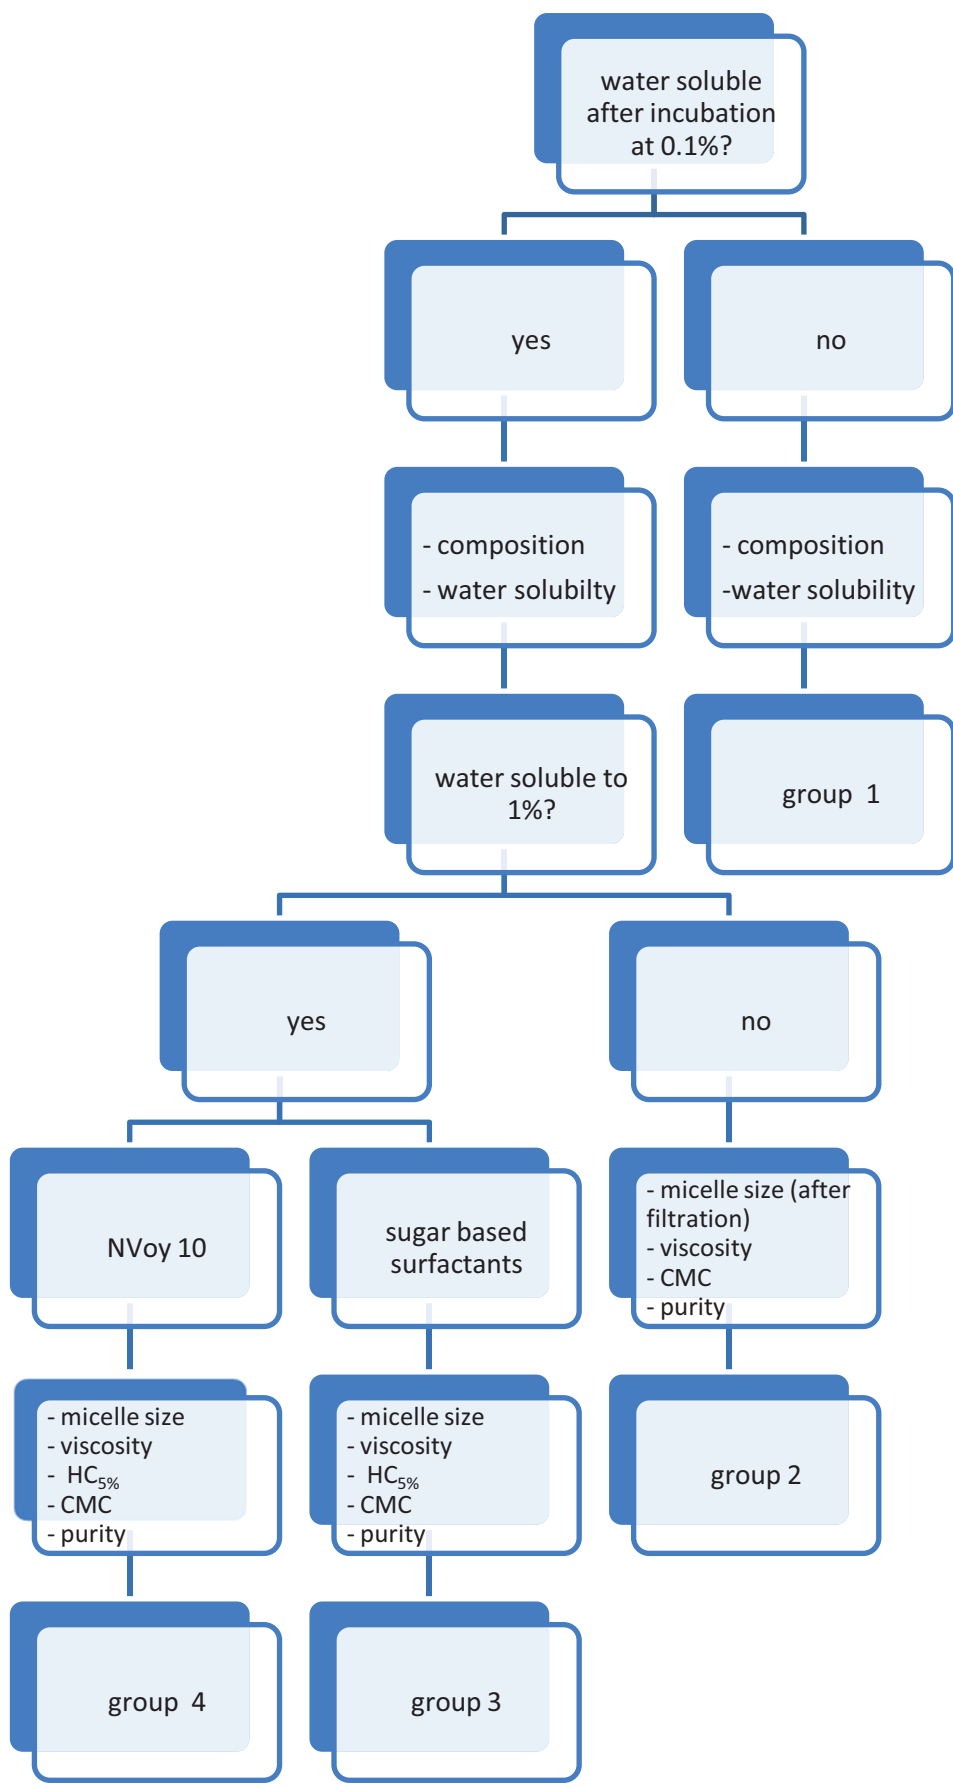 water soluble
after incubation
at 0.1%?
yes
no
- composition
- water solubilty
- composition
-water solubility
water soluble to
1%?
group 1
yes
no
NVoy 10
sugar based
surfactants
- micelle size (after
filtration)
- viscosity
- CMC
- purity
- micelle size
- viscosity
- HC5%
- CMC
- purity
- micelle size
- viscosity
- HC5%
- CMC
- purity
group 2
group 4
group 3